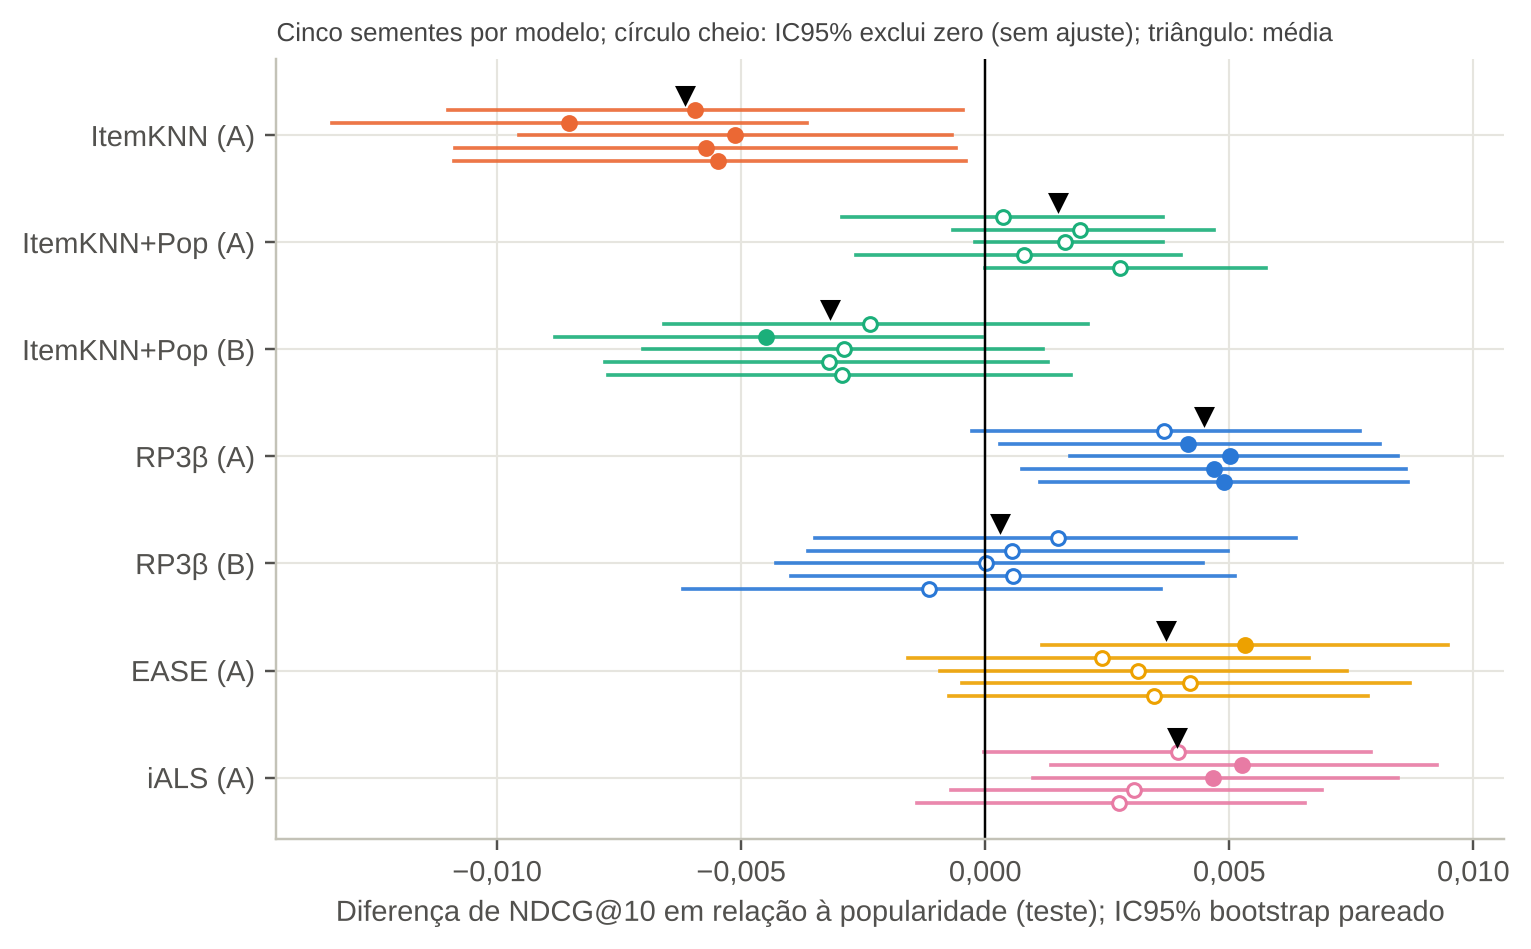 Cinco sementes por modelo; círculo cheio: IC95% exclui zero (sem ajuste); triângulo: média
ItemKNN (A)
ItemKNN+Pop (A)
ItemKNN+Pop (B)
RP3β (A)
RP3β (B)
EASE (A)
iALS (A)
−0,010 −0,005 0,000 0,005 0,010
Diferença de NDCG@10 em relação à popularidade (teste); IC95% bootstrap pareado